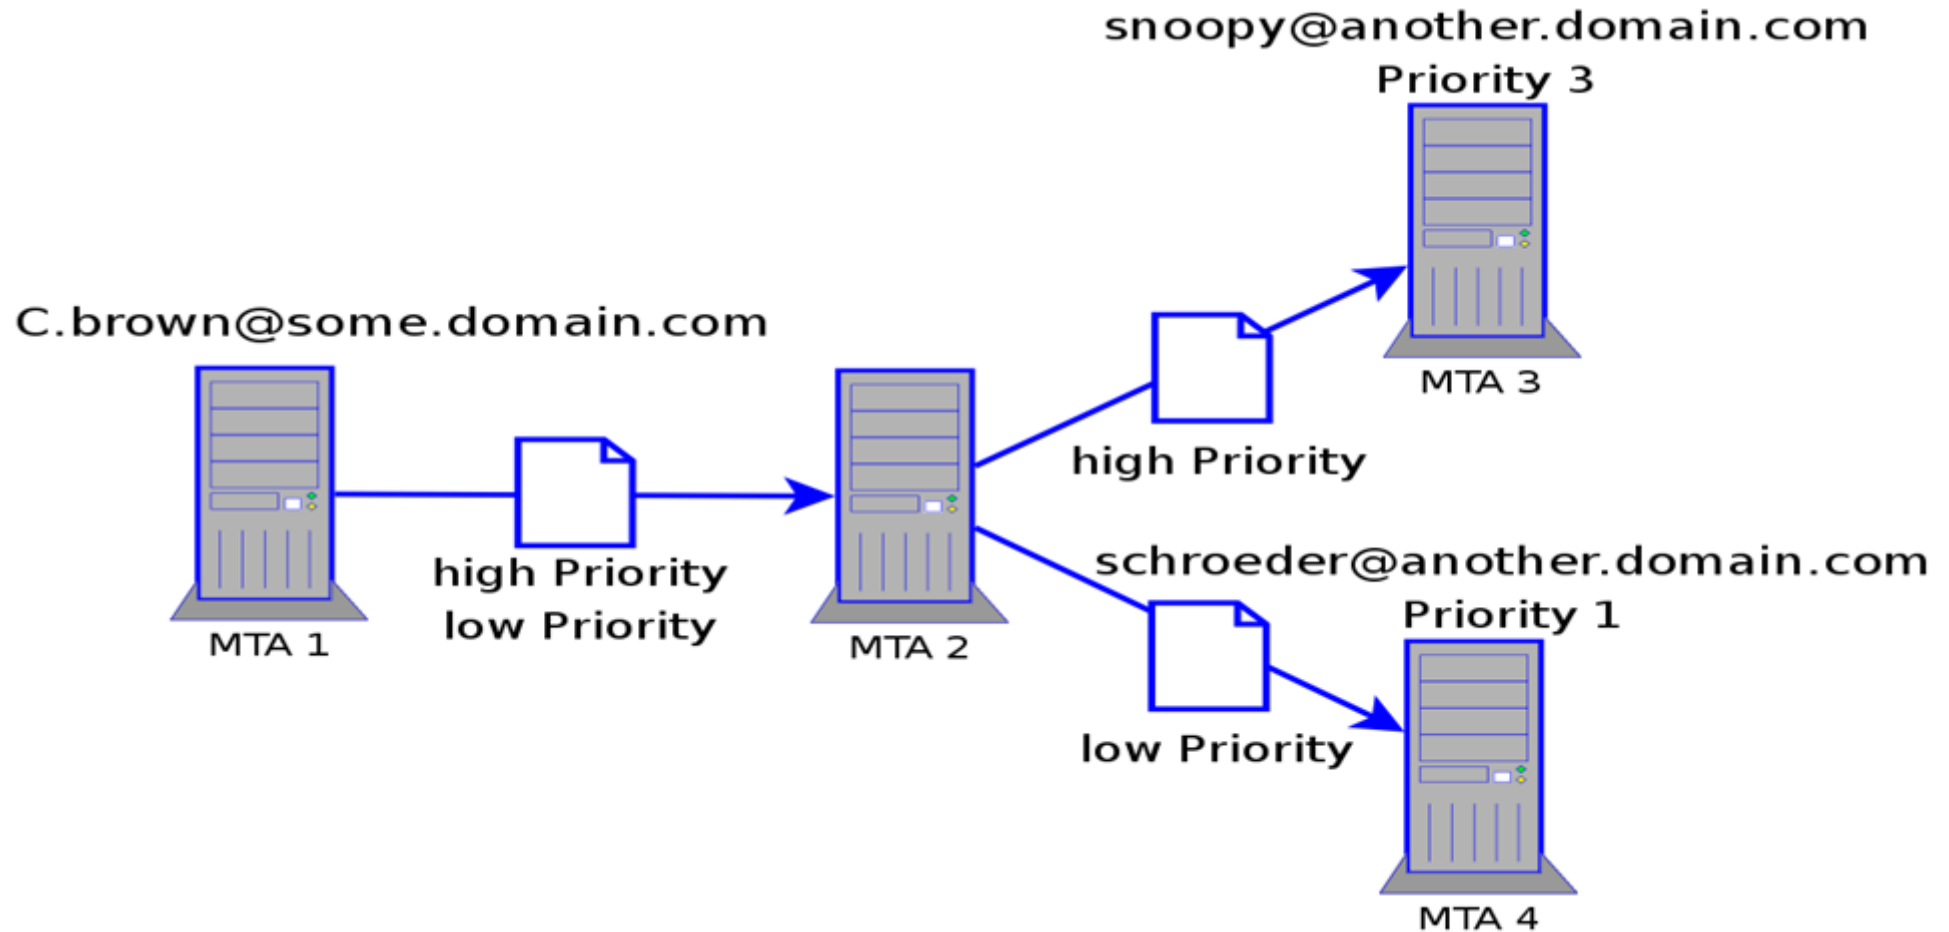 snoopy@another.domain.com
Priority 3
MTA 3
C.brown@some.domain.com
high Priority
low Priority
MTA 1
MTA 2
high Priority
schroeder@another.domain.com
Priority 1
low Priority
MTA 4